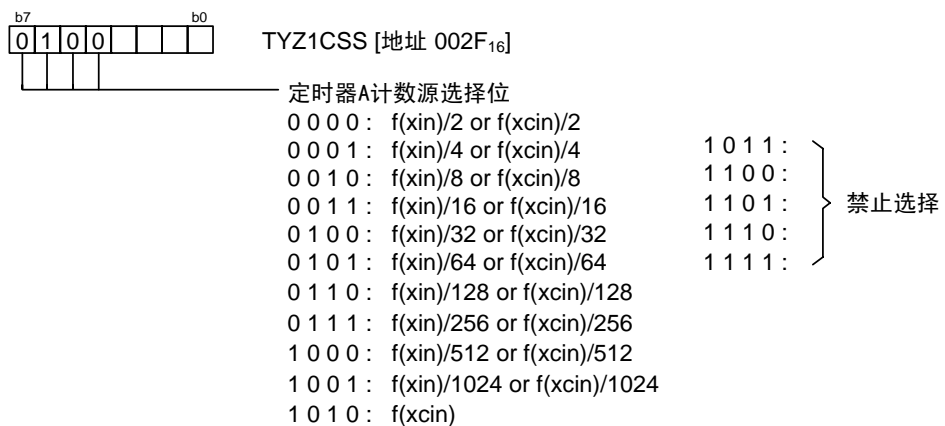 b7 b0
0 1 0 0 TYZ1CSS [地址 002F₁₆]
定时器A计数源选择位
0 0 0 0 : f(xin)/2 or f(xcin)/2
0 0 0 1 : f(xin)/4 or f(xcin)/4
0 0 1 0 : f(xin)/8 or f(xcin)/8
0 0 1 1 : f(xin)/16 or f(xcin)/16
0 1 0 0 : f(xin)/32 or f(xcin)/32
0 1 0 1 : f(xin)/64 or f(xcin)/64
0 1 1 0 : f(xin)/128 or f(xcin)/128
0 1 1 1 : f(xin)/256 or f(xcin)/256
1 0 0 0 : f(xin)/512 or f(xcin)/512
1 0 0 1 : f(xin)/1024 or f(xcin)/1024
1 0 1 0 : f(xcin)
1 0 1 1 :
1 1 0 0 :
1 1 0 1 : 禁止选择
1 1 1 0 :
1 1 1 1 :